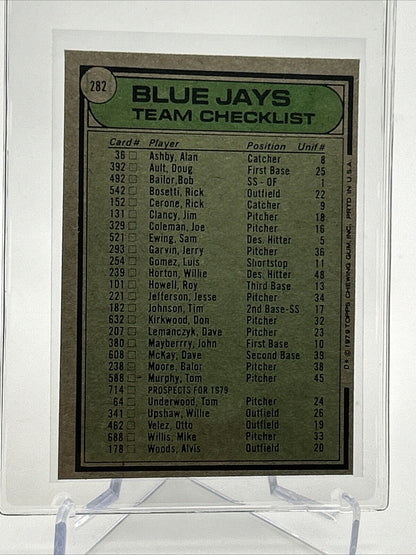 282
BLUE JAYS
TEAM CHECKLIST
Card # Player Position Unif #
36 Ashby, Alan Catcher 8
392 Ault, Doug First Base 25
492 Bailor, Bob SS - OF 1
542 Bosetti, Rick Outfield 22
152 Cerone, Rick Catcher 9
131 Clancy, Jim Pitcher 18
329 Coleman, Joe Pitcher 16
521 Ewing, Sam Des. Hitter 5
293 Garvin, Jerry Pitcher 36
254 Gomez, Luis Shortstop 11
239 Horton, Willie Des. Hitter 48
101 Howell, Roy Third Base 13
221 Jefferson, Jesse Pitcher 34
182 Johnson, Tim 2nd Base-SS 17
632 Kirkwood, Don Pitcher 32
207 Lemanczyk, Dave Pitcher 23
380 Mayberry, John First Base 10
608 McKay, Dave Second Base 39
238 Moore, Balor Pitcher 38
588 Murphy, Tom Pitcher 45
714 PROSPECTS FOR 1979
64 Underwood, Tom Pitcher 24
341 Upshaw, Willie Outfield 26
462 Velez, Otto Outfield 19
688 Willis, Mike Pitcher 33
178 Woods, Alvis Outfield 20
D* © 1979 TOPPS CHEWING GUM, INC. PRTD IN U.S.A.